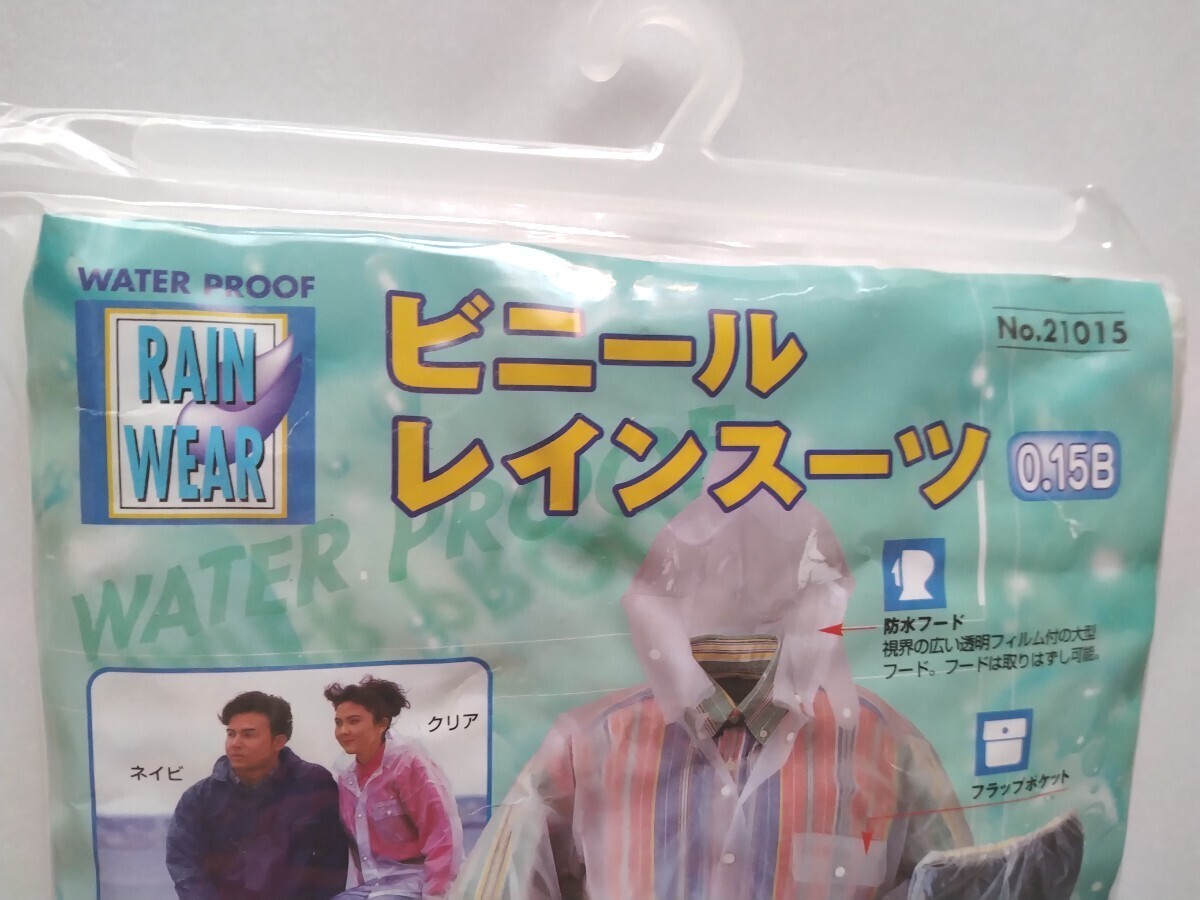 WATER PROOF
RAIN
WEAR
ビニール
レインスーツ
No.21015
0.15B
WATER PROOF
防水フード
視界の広い透明フィルム付の大型
フード。フードは取りはずし可能。
フラップポケット
クリア
ネイビ